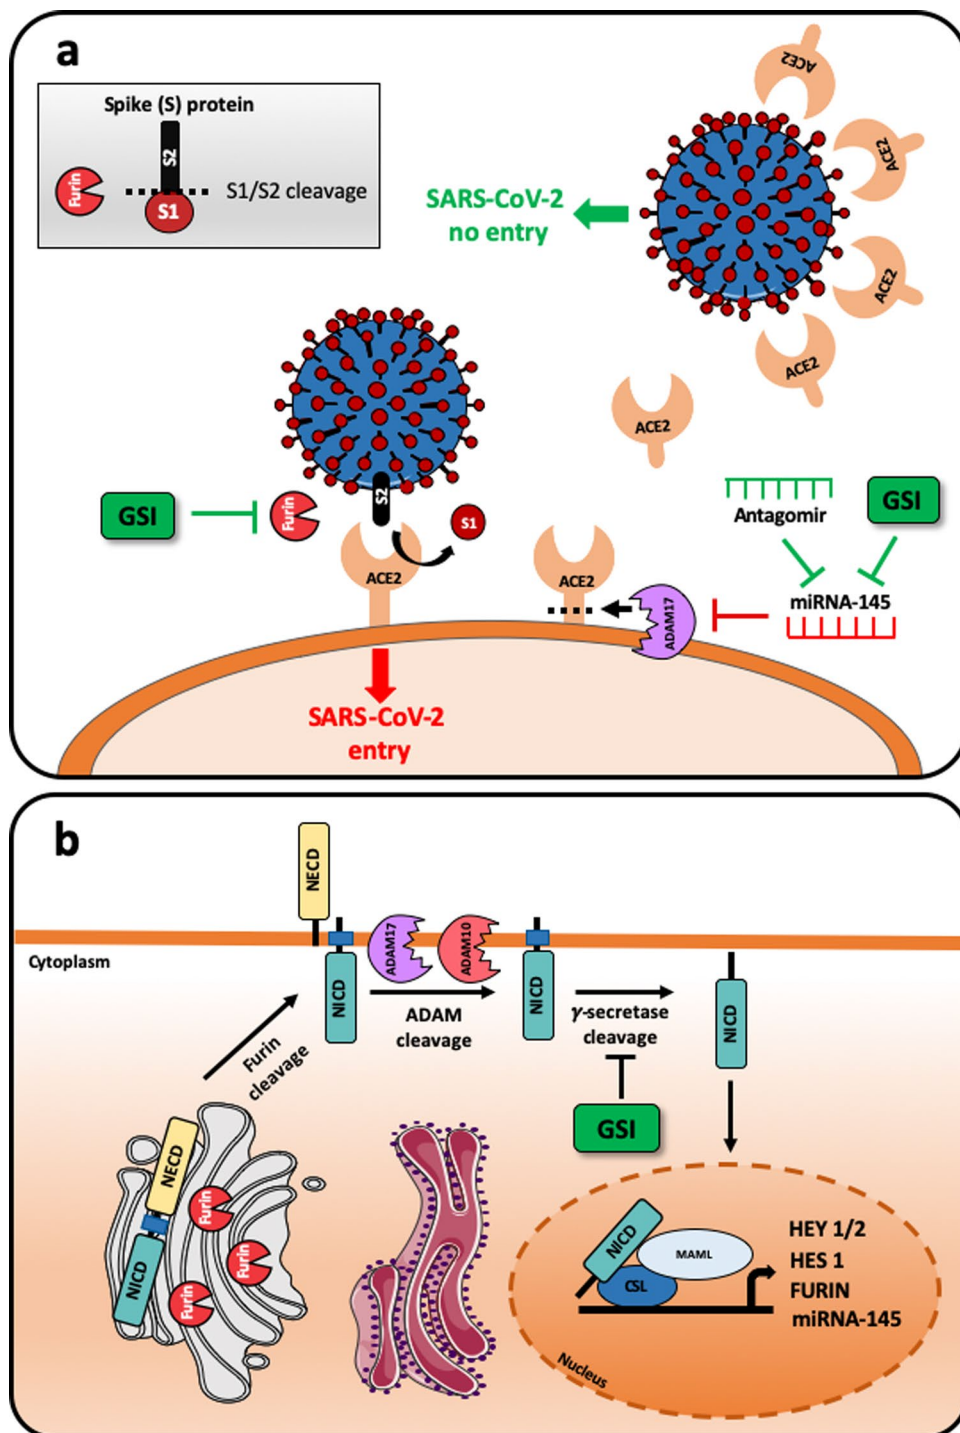 a
Spike (S) protein
S2
Furin
S1/S2 cleavage
S1
ACE2
ACE2
SARS-CoV-2
no entry
ACE2
ACE2
ACE2
S2
GSI
Furin
S1
Antagomir
GSI
ACE2
ACE2
ADAM17
miRNA-145
SARS-CoV-2
entry
b
NECD
Cytoplasm
NICD
ADAM17
ADAM10
NICD
NICD
ADAM
cleavage
γ-secretase
cleavage
Furin
cleavage
GSI
NECD
NICD
Furin
Furin
Furin
NICD
MAML
CSL
HEY 1/2
HES 1
FURIN
miRNA-145
Nucleus